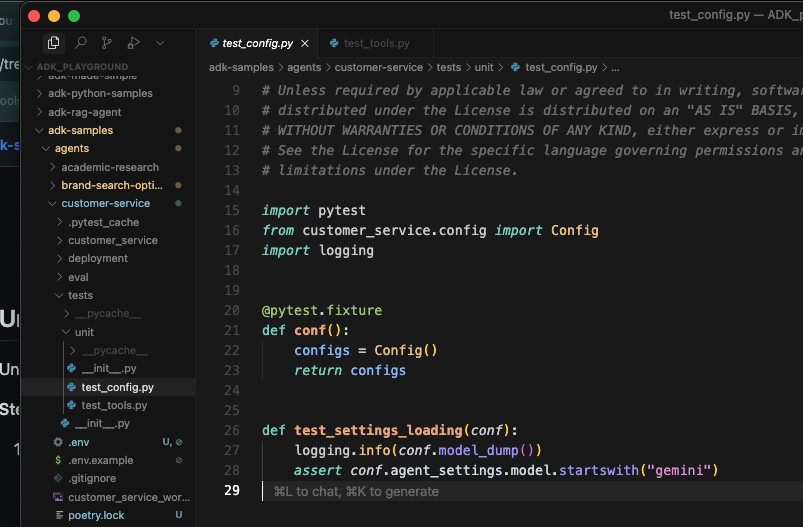 test_config.py — ADK_p
ADK_PLAYGROUND
adk-made-simple
adk-python-samples
adk-rag-agent
adk-samples
agents
academic-research
brand-search-opti...
customer-service
.pytest_cache
customer_service
deployment
eval
tests
__pycache__
unit
__pycache__
__init__.py
test_config.py
test_tools.py
__init__.py
.env U,
.env.example
.gitignore
customer_service_wor...
poetry.lock U
test_config.py
test_tools.py
adk-samples > agents > customer-service > tests > unit > test_config.py > ...
9 # Unless required by applicable law or agreed to in writing, softwar
10 # distributed under the License is distributed on an "AS IS" BASIS,
11 # WITHOUT WARRANTIES OR CONDITIONS OF ANY KIND, either express or im
12 # See the License for the specific language governing permissions an
13 # limitations under the License.
14
15 import pytest
16 from customer_service.config import Config
17 import logging
18
19
20 @pytest.fixture
21 def conf():
22 configs = Config()
23 return configs
24
25
26 def test_settings_loading(conf):
27 logging.info(conf.model_dump())
28 assert conf.agent_settings.model.startswith("gemini")
29 ⌘L to chat, ⌘K to generate